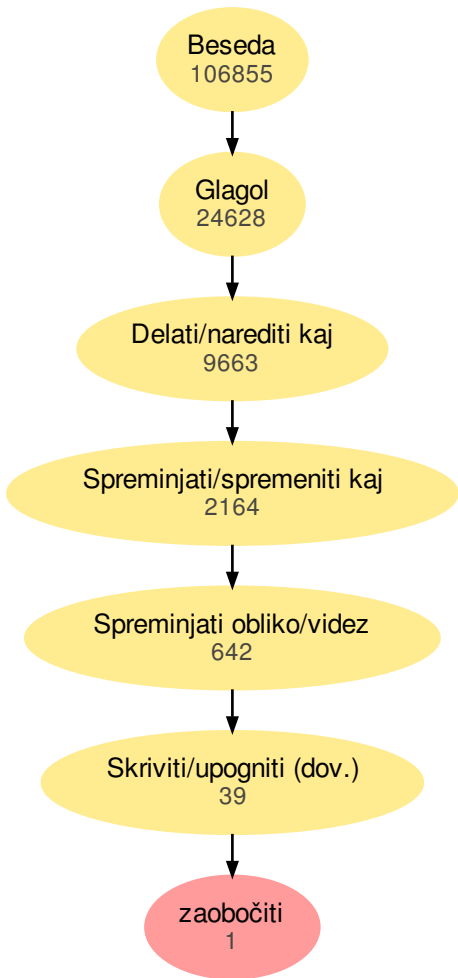 Beseda
106855
Glagol
24628
Delati/narediti kaj
9663
Spreminjati/spremeniti kaj
2164
Spreminjati obliko/videz
642
Skriviti/upogniti (dov.)
39
zaobočiti
1